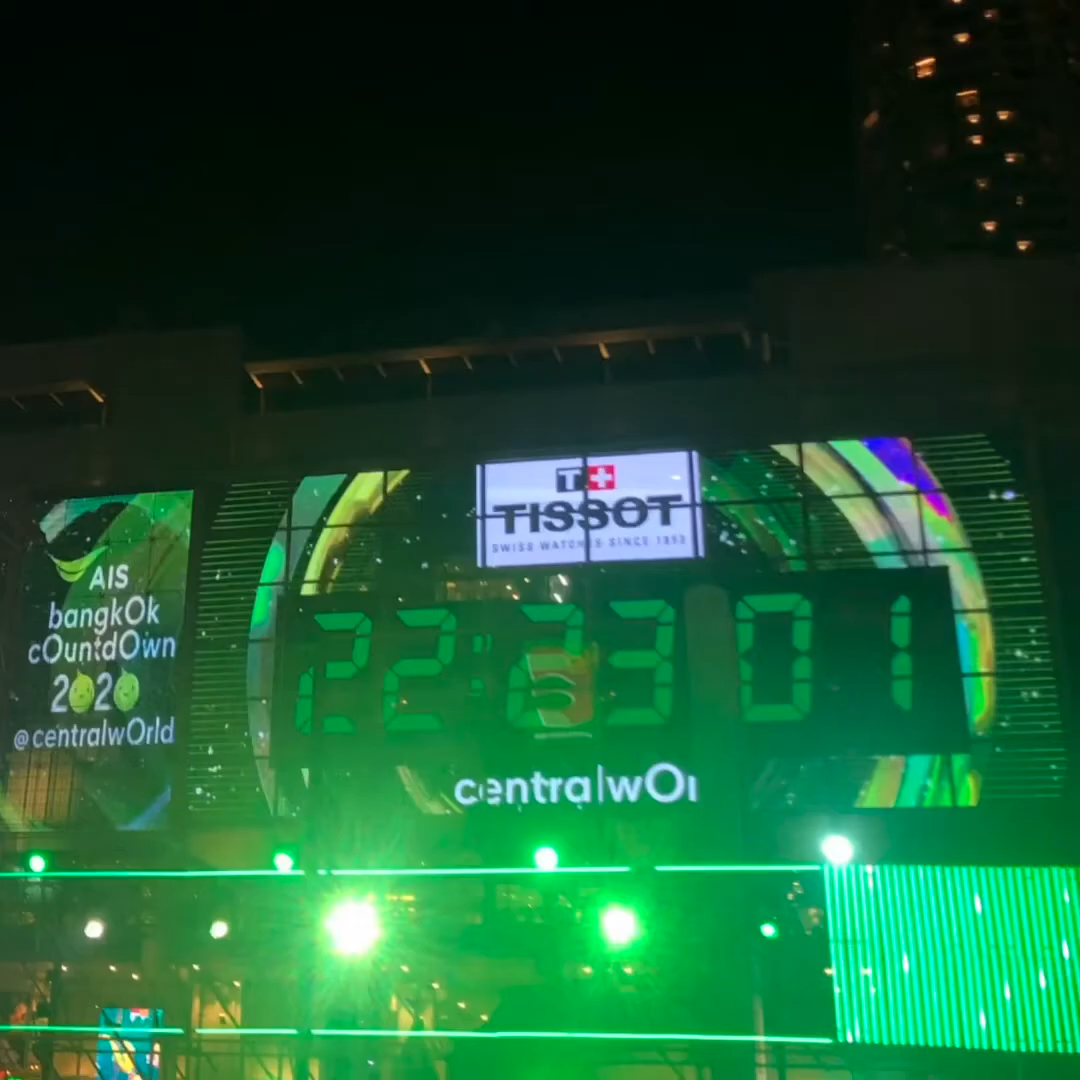 T+
TISSOT
SWISS WATCHES SINCE 1853
AIS
bangkOk
cOuntdOwn
2020
@centralwOrld
22:23 01
centralwOr